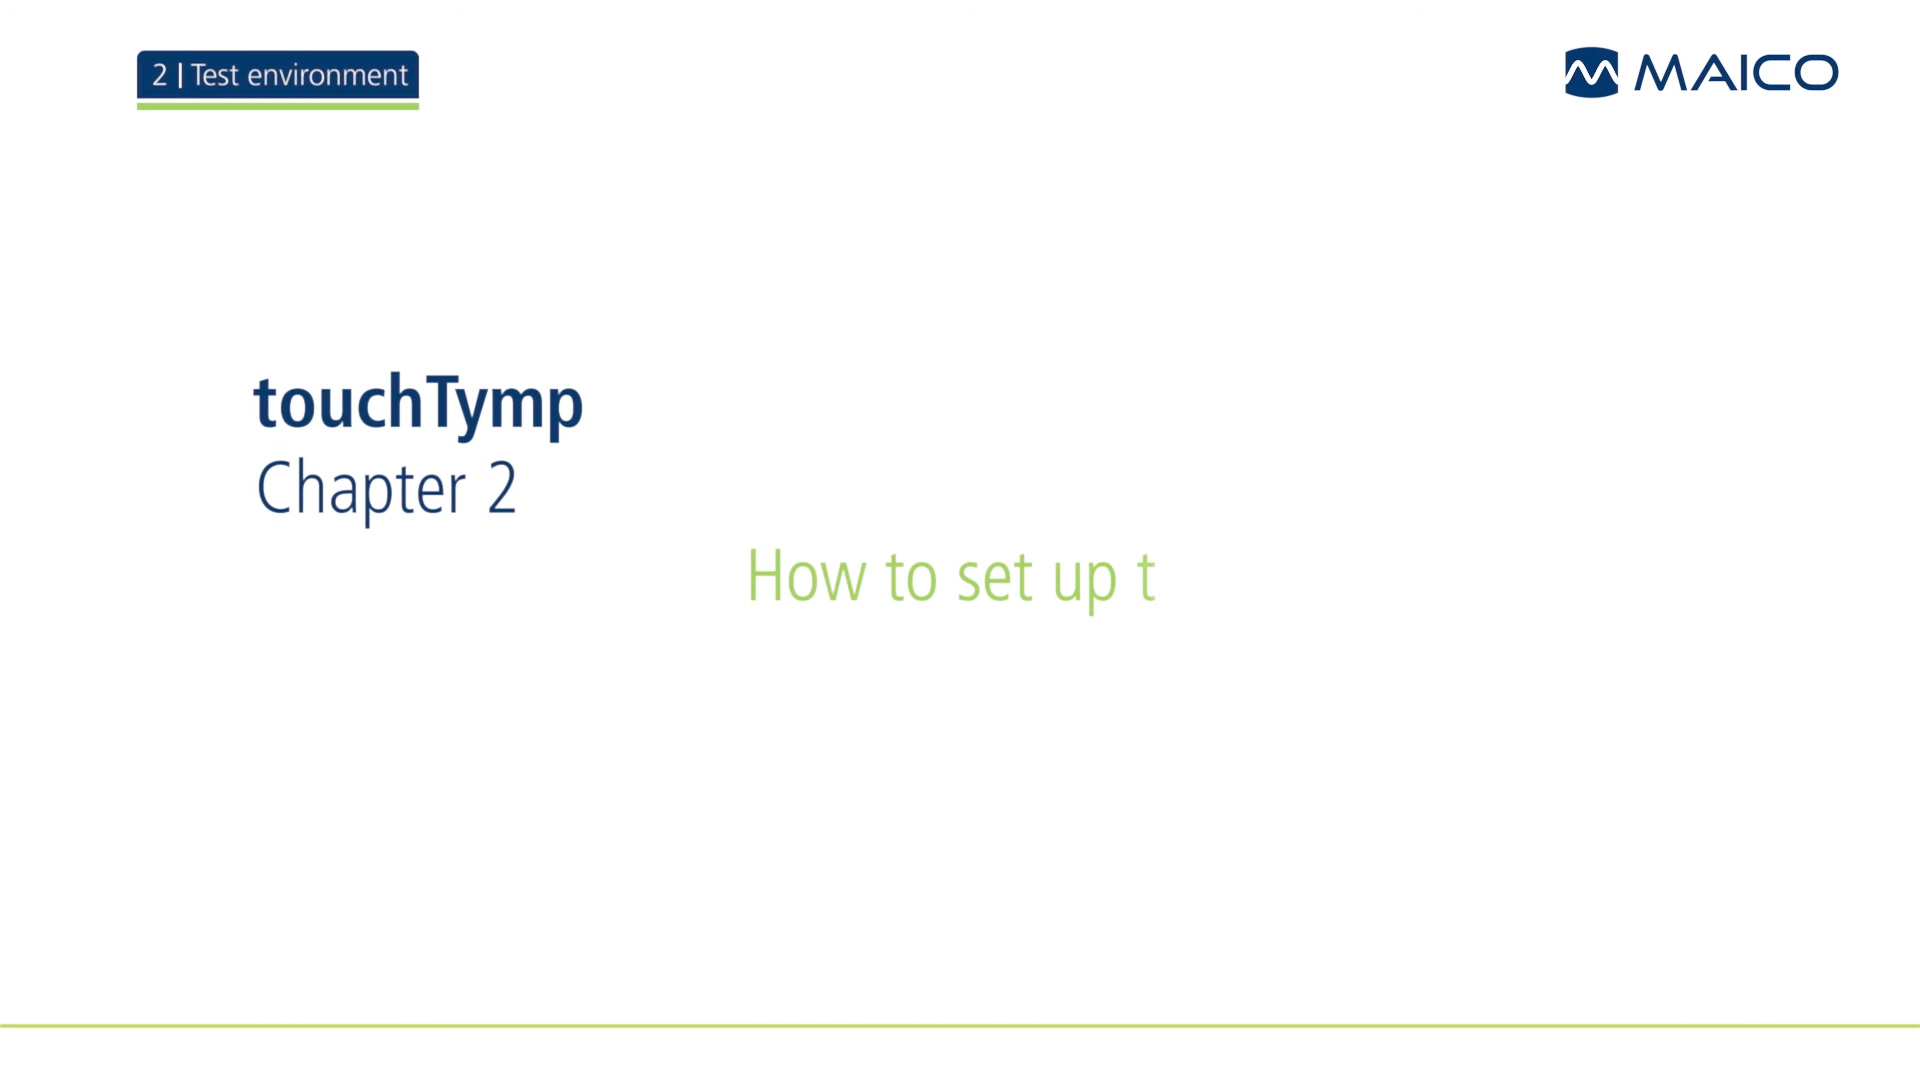 2 | Test environment
MAICO
touchTymp
Chapter 2
How to set up t